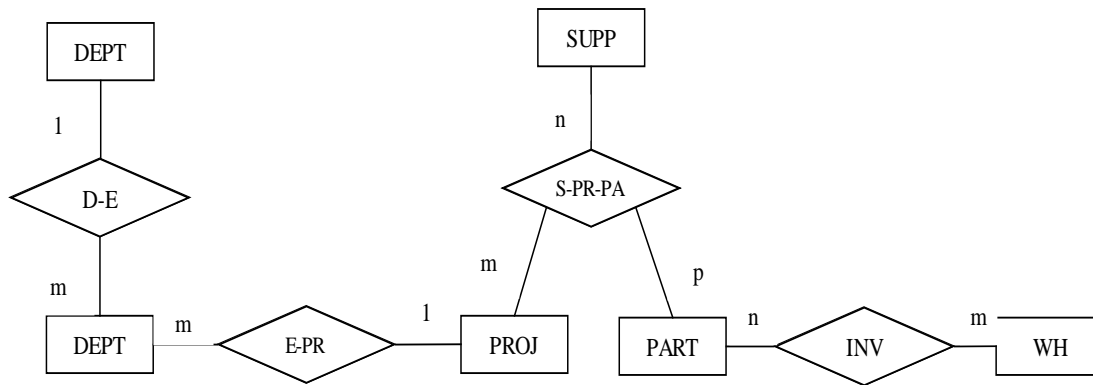 DEPT
SUPP
1
n
D-E
S-PR-PA
m
m
p
DEPT
m
E-PR
1
PROJ
PART
n
INV
m
WH